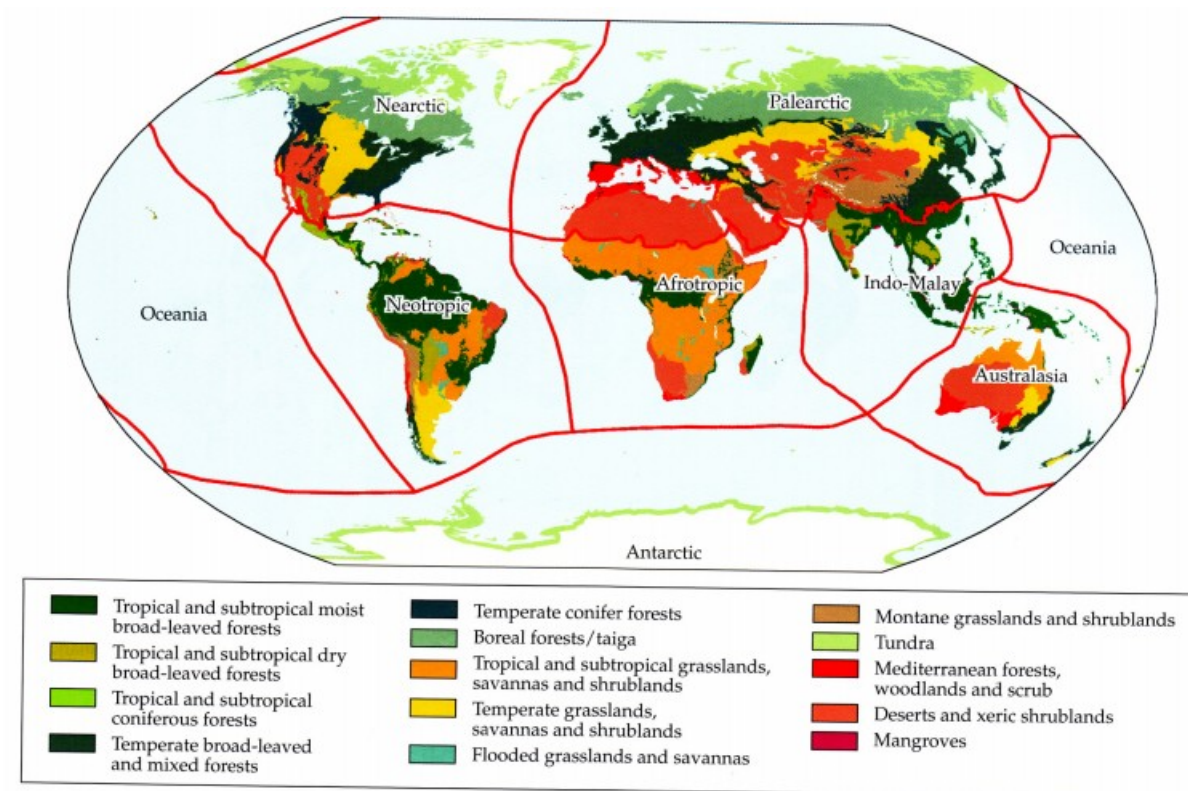 Nearctic
Palearctic
Oceania
Afrotropic
Indo-Malay
Neotropic
Oceania
Australasia
Antarctic
Tropical and subtropical moist
broad-leaved forests
Tropical and subtropical dry
broad-leaved forests
Tropical and subtropical
coniferous forests
Temperate broad-leaved
and mixed forests
Temperate conifer forests
Boreal forests/taiga
Tropical and subtropical grasslands,
savannas and shrublands
Temperate grasslands,
savannas and shrublands
Flooded grasslands and savannas
Montane grasslands and shrublands
Tundra
Mediterranean forests,
woodlands and scrub
Deserts and xeric shrublands
Mangroves